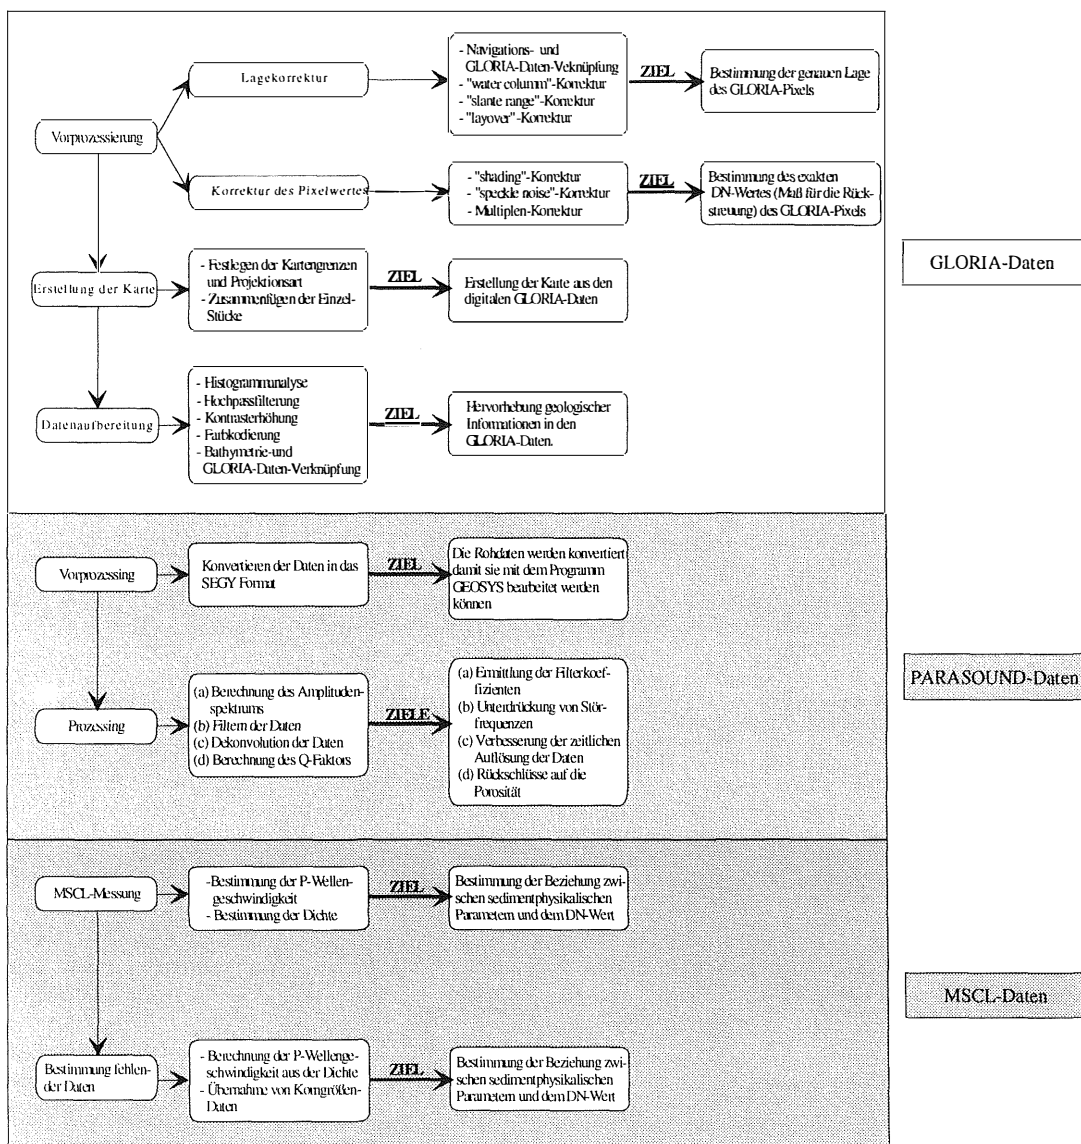 Lagekorrektur
- Navigations- und
GLORIA-Daten-Veknüpfung
- "water column"-Korrektur
- "slante range"-Korrektur
- "layover"-Korrektur
ZIEL
Bestimmung der genauen Lage
des GLORIA-Pixels
Vorprozessierung
Korrektur des Pixelwertes
- "shading"-Korrektur
- "speckle noise"-Korrektur
- Multiplen-Korrektur
ZIEL
Bestimmung des exakten
DN-Wertes (Maß für die Rück-
streuung) des GLORIA-Pixels
Erstellung der Karte
- Festlegen der Kartengrenzen
und Projektionsart
- Zusammenfügen der Einzel-
Stücke
ZIEL
Erstellung der Karte aus den
digitalen GLORIA-Daten
GLORIA-Daten
Datenaufbereitung
- Histogrammanalyse
- Hochpassfilterung
- Kontrasterhöhung
- Farbkodierung
- Bathymetrie-und
GLORIA-Daten-Verknüpfung
ZIEL
Hervorhebung geologischer
Informationen in den
GLORIA-Daten.
Vorprozessing
Konvertieren der Daten in das
SEGY Format
ZIEL
Die Rohdaten werden konvertiert
damit sie mit dem Programm
GEOSYS bearbeitet werden
können
Prozessing
(a) Berechnung des Amplituden-
spektrums
(b) Filtern der Daten
(c) Dekonvolution der Daten
(d) Berechnung des Q-Faktors
ZIELE
(a) Ermittlung der Filterkoef-
fizienten
(b) Unterdrückung von Stör-
frequenzen
(c) Verbesserung der zeitlichen
Auflösung der Daten
(d) Rückschlüsse auf die
Porosität
PARASOUND-Daten
MSCL-Messung
-Bestimmung der P-Wellen-
geschwindigkeit
- Bestimmung der Dichte
ZIEL
Bestimmung der Beziehung zwi-
schen sedimentphysikalischen
Parametern und dem DN-Wert
MSCL-Daten
Bestimmung fehlen-
der Daten
- Berechnung der P-Wellenge-
schwindigkeit aus der Dichte
- Übernahme von Korngrößen-
Daten
ZIEL
Bestimmung der Beziehung zwi-
schen sedimentphysikalischen
Parametern und dem DN-Wert